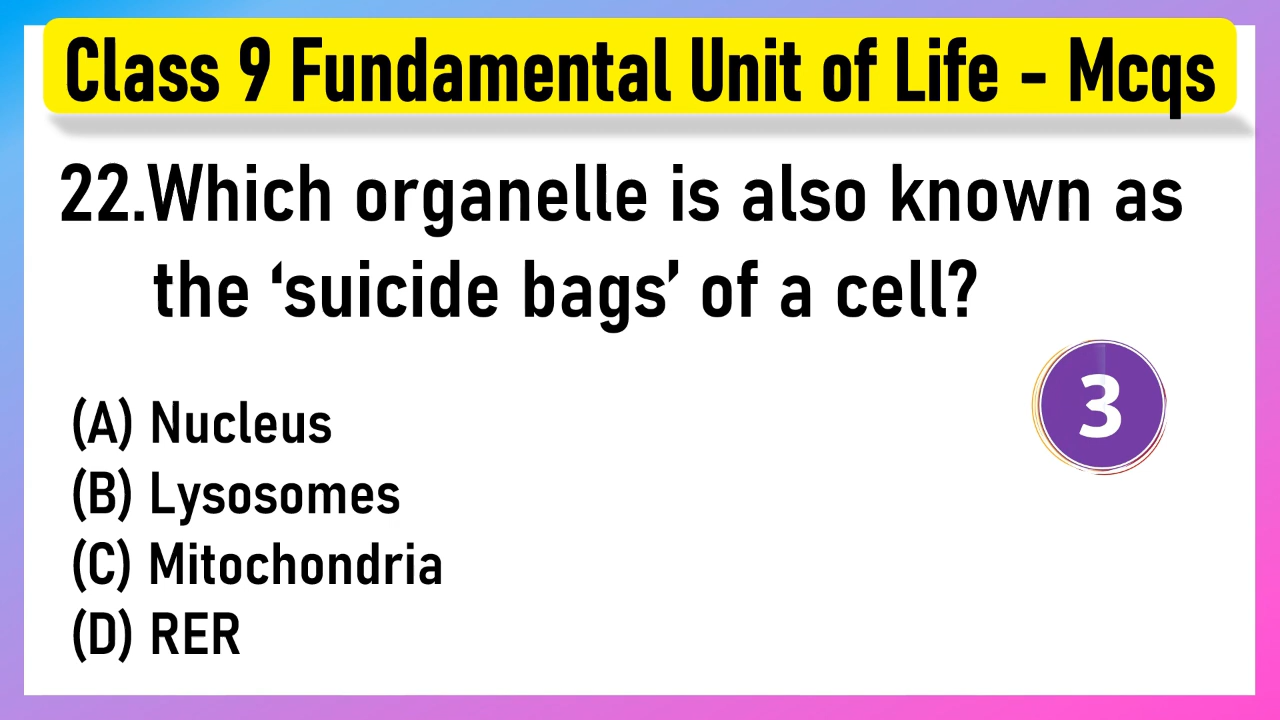 Class 9 Fundamental Unit of Life - Mcqs
22.Which organelle is also known as
the ‘suicide bags’ of a cell?
3
(A) Nucleus
(B) Lysosomes
(C) Mitochondria
(D) RER